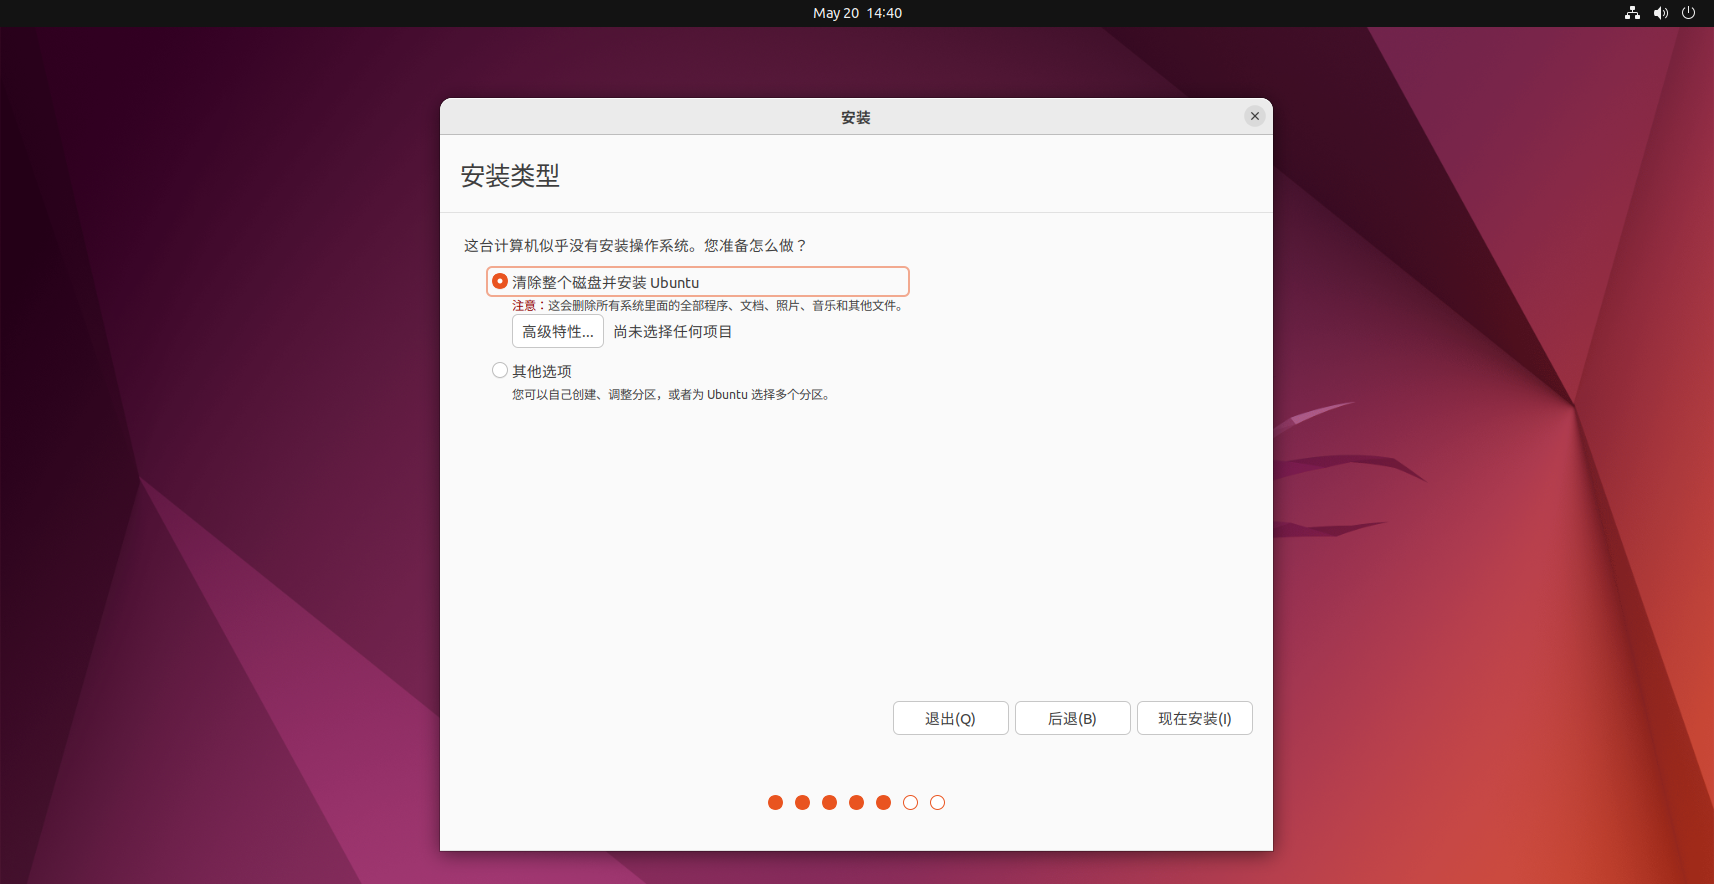 May 20 14:40
安装
安装类型
这台计算机似乎没有安装操作系统。您准备怎么做？
清除整个磁盘并安装 Ubuntu
注意：这会删除所有系统里面的全部程序、文档、照片、音乐和其他文件。
高级特性... 尚未选择任何项目
其他选项
您可以自己创建、调整分区，或者为 Ubuntu 选择多个分区。
退出(Q) 后退(B) 现在安装(I)